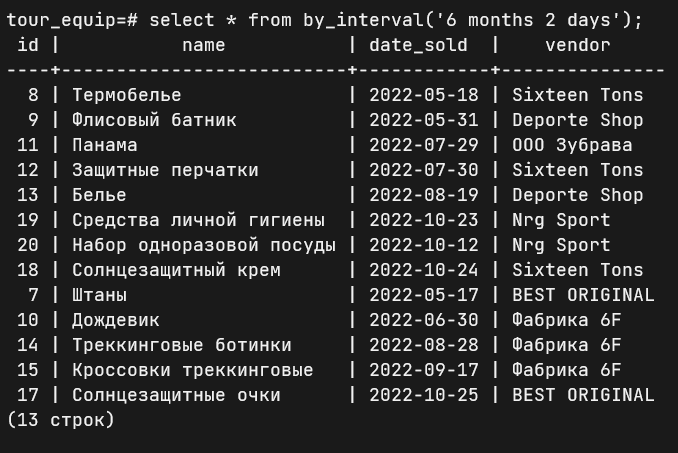 tour_equip=# select * from by_interval('6 months 2 days');
 id |           name           | date_sold  |    vendor
----+--------------------------+------------+---------------
  8 | Термобелье               | 2022-05-18 | Sixteen Tons
  9 | Флисовый батник          | 2022-05-31 | Deporte Shop
 11 | Панама                   | 2022-07-29 | ООО Зубрава
 12 | Защитные перчатки        | 2022-07-30 | Sixteen Tons
 13 | Белье                    | 2022-08-19 | Deporte Shop
 19 | Средства личной гигиены  | 2022-10-23 | Nrg Sport
 20 | Набор одноразовой посуды | 2022-10-12 | Nrg Sport
 18 | Солнцезащитный крем      | 2022-10-24 | Sixteen Tons
  7 | Штаны                    | 2022-05-17 | BEST ORIGINAL
 10 | Дождевик                 | 2022-06-30 | Фабрика 6F
 14 | Треккинговые ботинки     | 2022-08-28 | Фабрика 6F
 15 | Кроссовки треккинговые   | 2022-09-17 | Фабрика 6F
 17 | Солнцезащитные очки      | 2022-10-25 | BEST ORIGINAL
(13 строк)